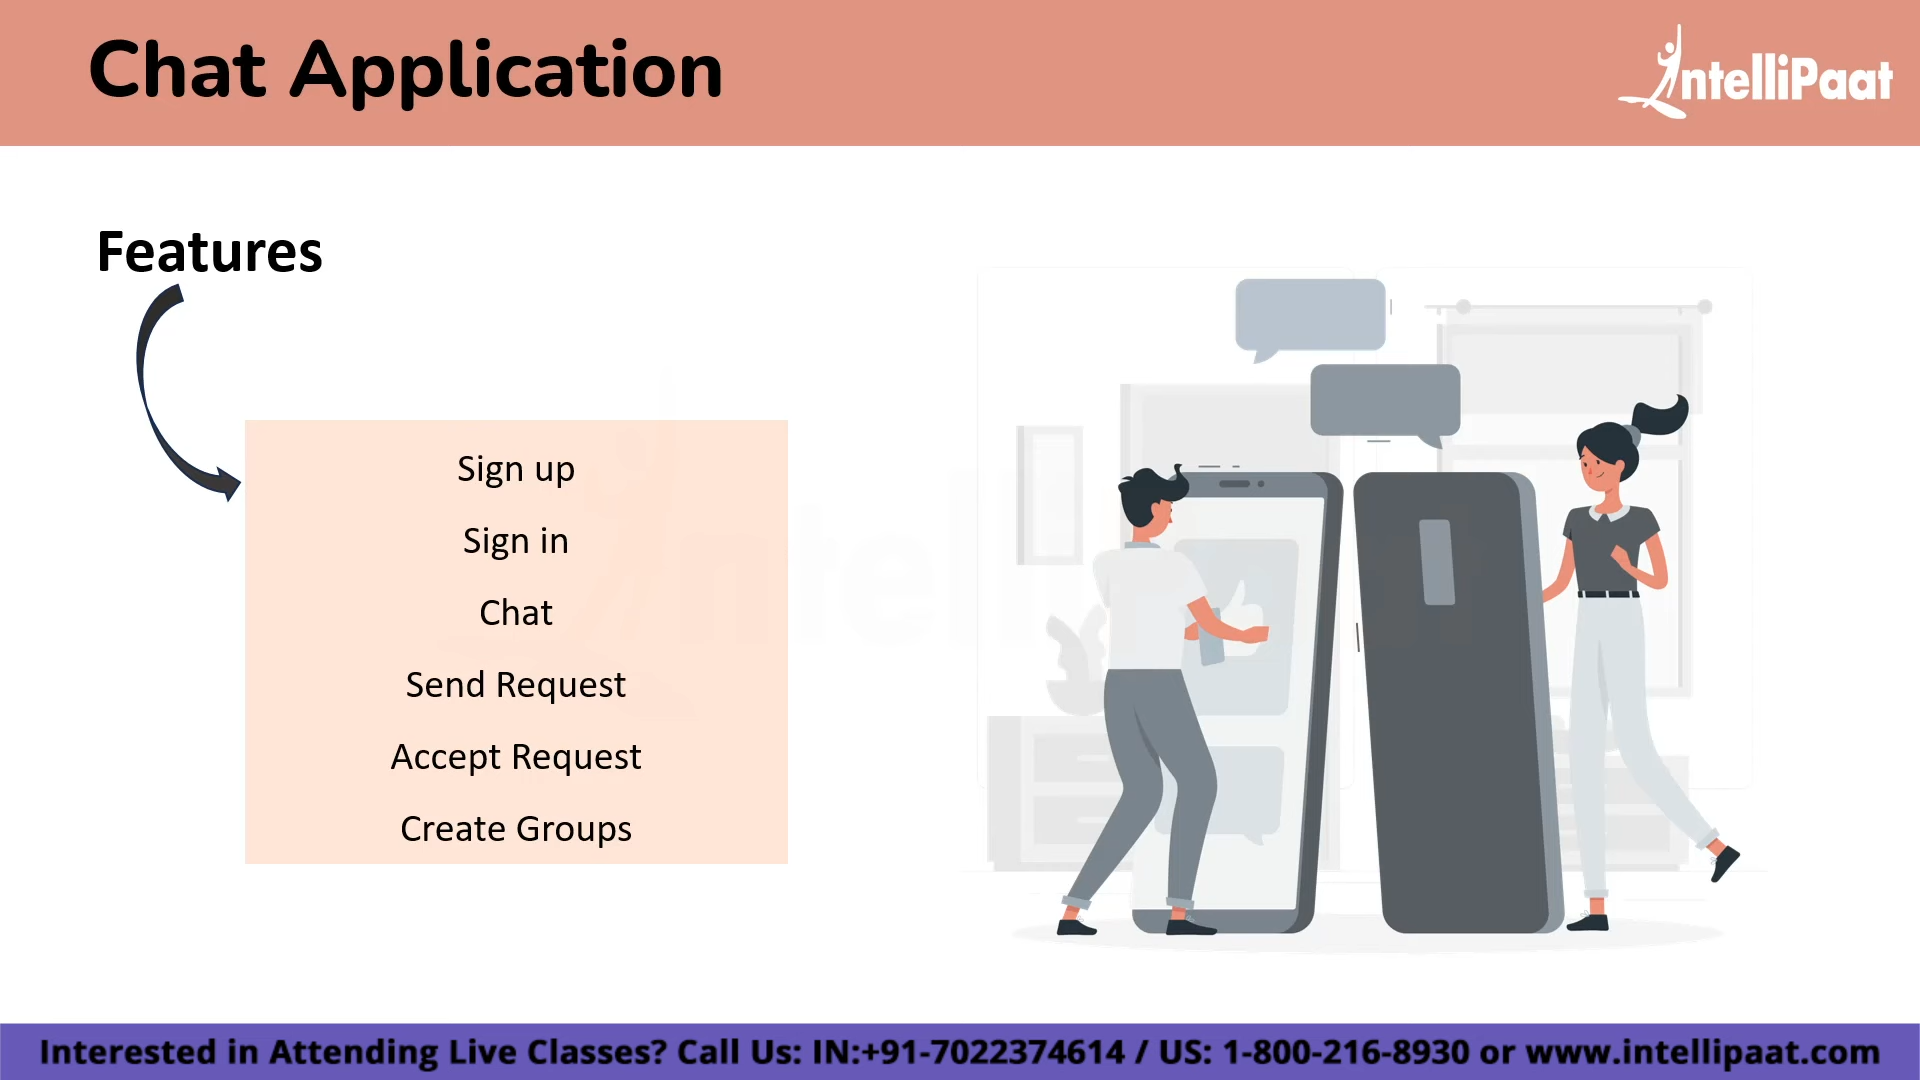 Chat Application
IntelliPaat
Features
Sign up
Sign in
Chat
Send Request
Accept Request
Create Groups
Interested in Attending Live Classes? Call Us: IN:+91-7022374614 / US: 1-800-216-8930 or www.intellipaat.com